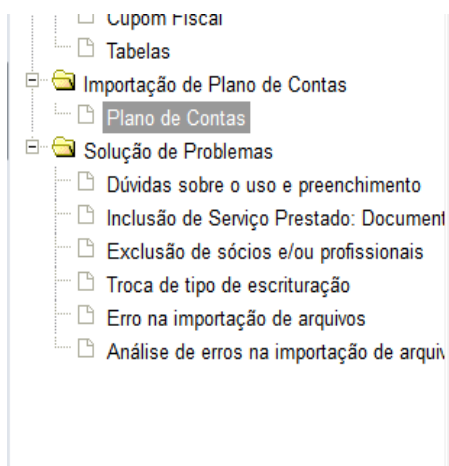 Cupom Fiscal
Tabelas
Importação de Plano de Contas
Plano de Contas
Solução de Problemas
Dúvidas sobre o uso e preenchimento
Inclusão de Serviço Prestado: Document
Exclusão de sócios e/ou profissionais
Troca de tipo de escrituração
Erro na importação de arquivos
Análise de erros na importação de arquiv